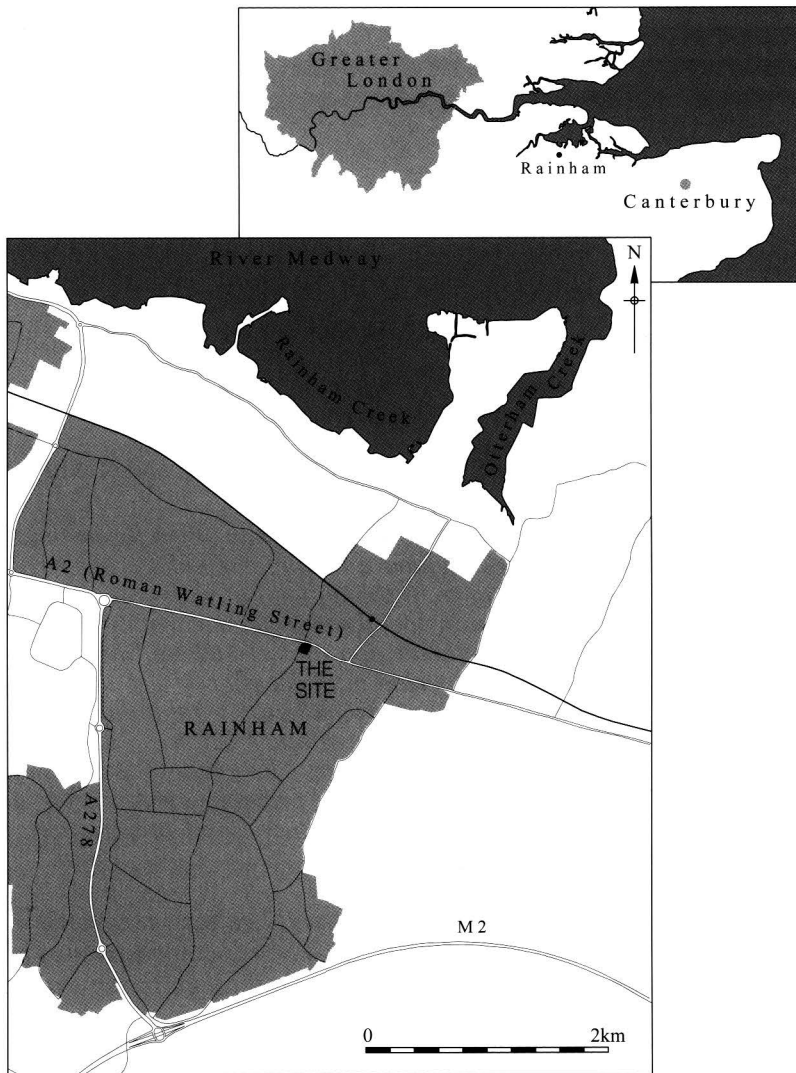 Greater
London
Rainham
Canterbury
River Medway
N
Rainham Creek
Otterham Creek
A2 (Roman Watling Street)
THE
SITE
RAINHAM
A278
M2
0 2km